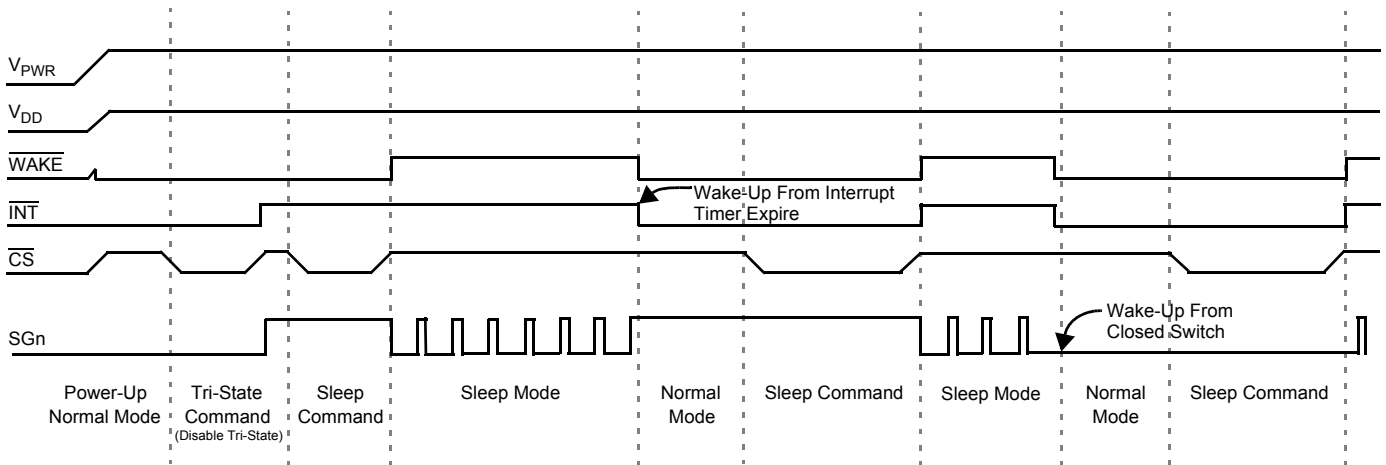 VPWR
VDD
WAKE
INT
CS
SGn
Wake-Up From Interrupt
Timer Expire
Wake-Up From
Closed Switch
Power-Up
Normal Mode
Tri-State
Command
(Disable Tri-State)
Sleep
Command
Sleep Mode
Normal
Mode
Sleep Command
Sleep Mode
Normal
Mode
Sleep Command